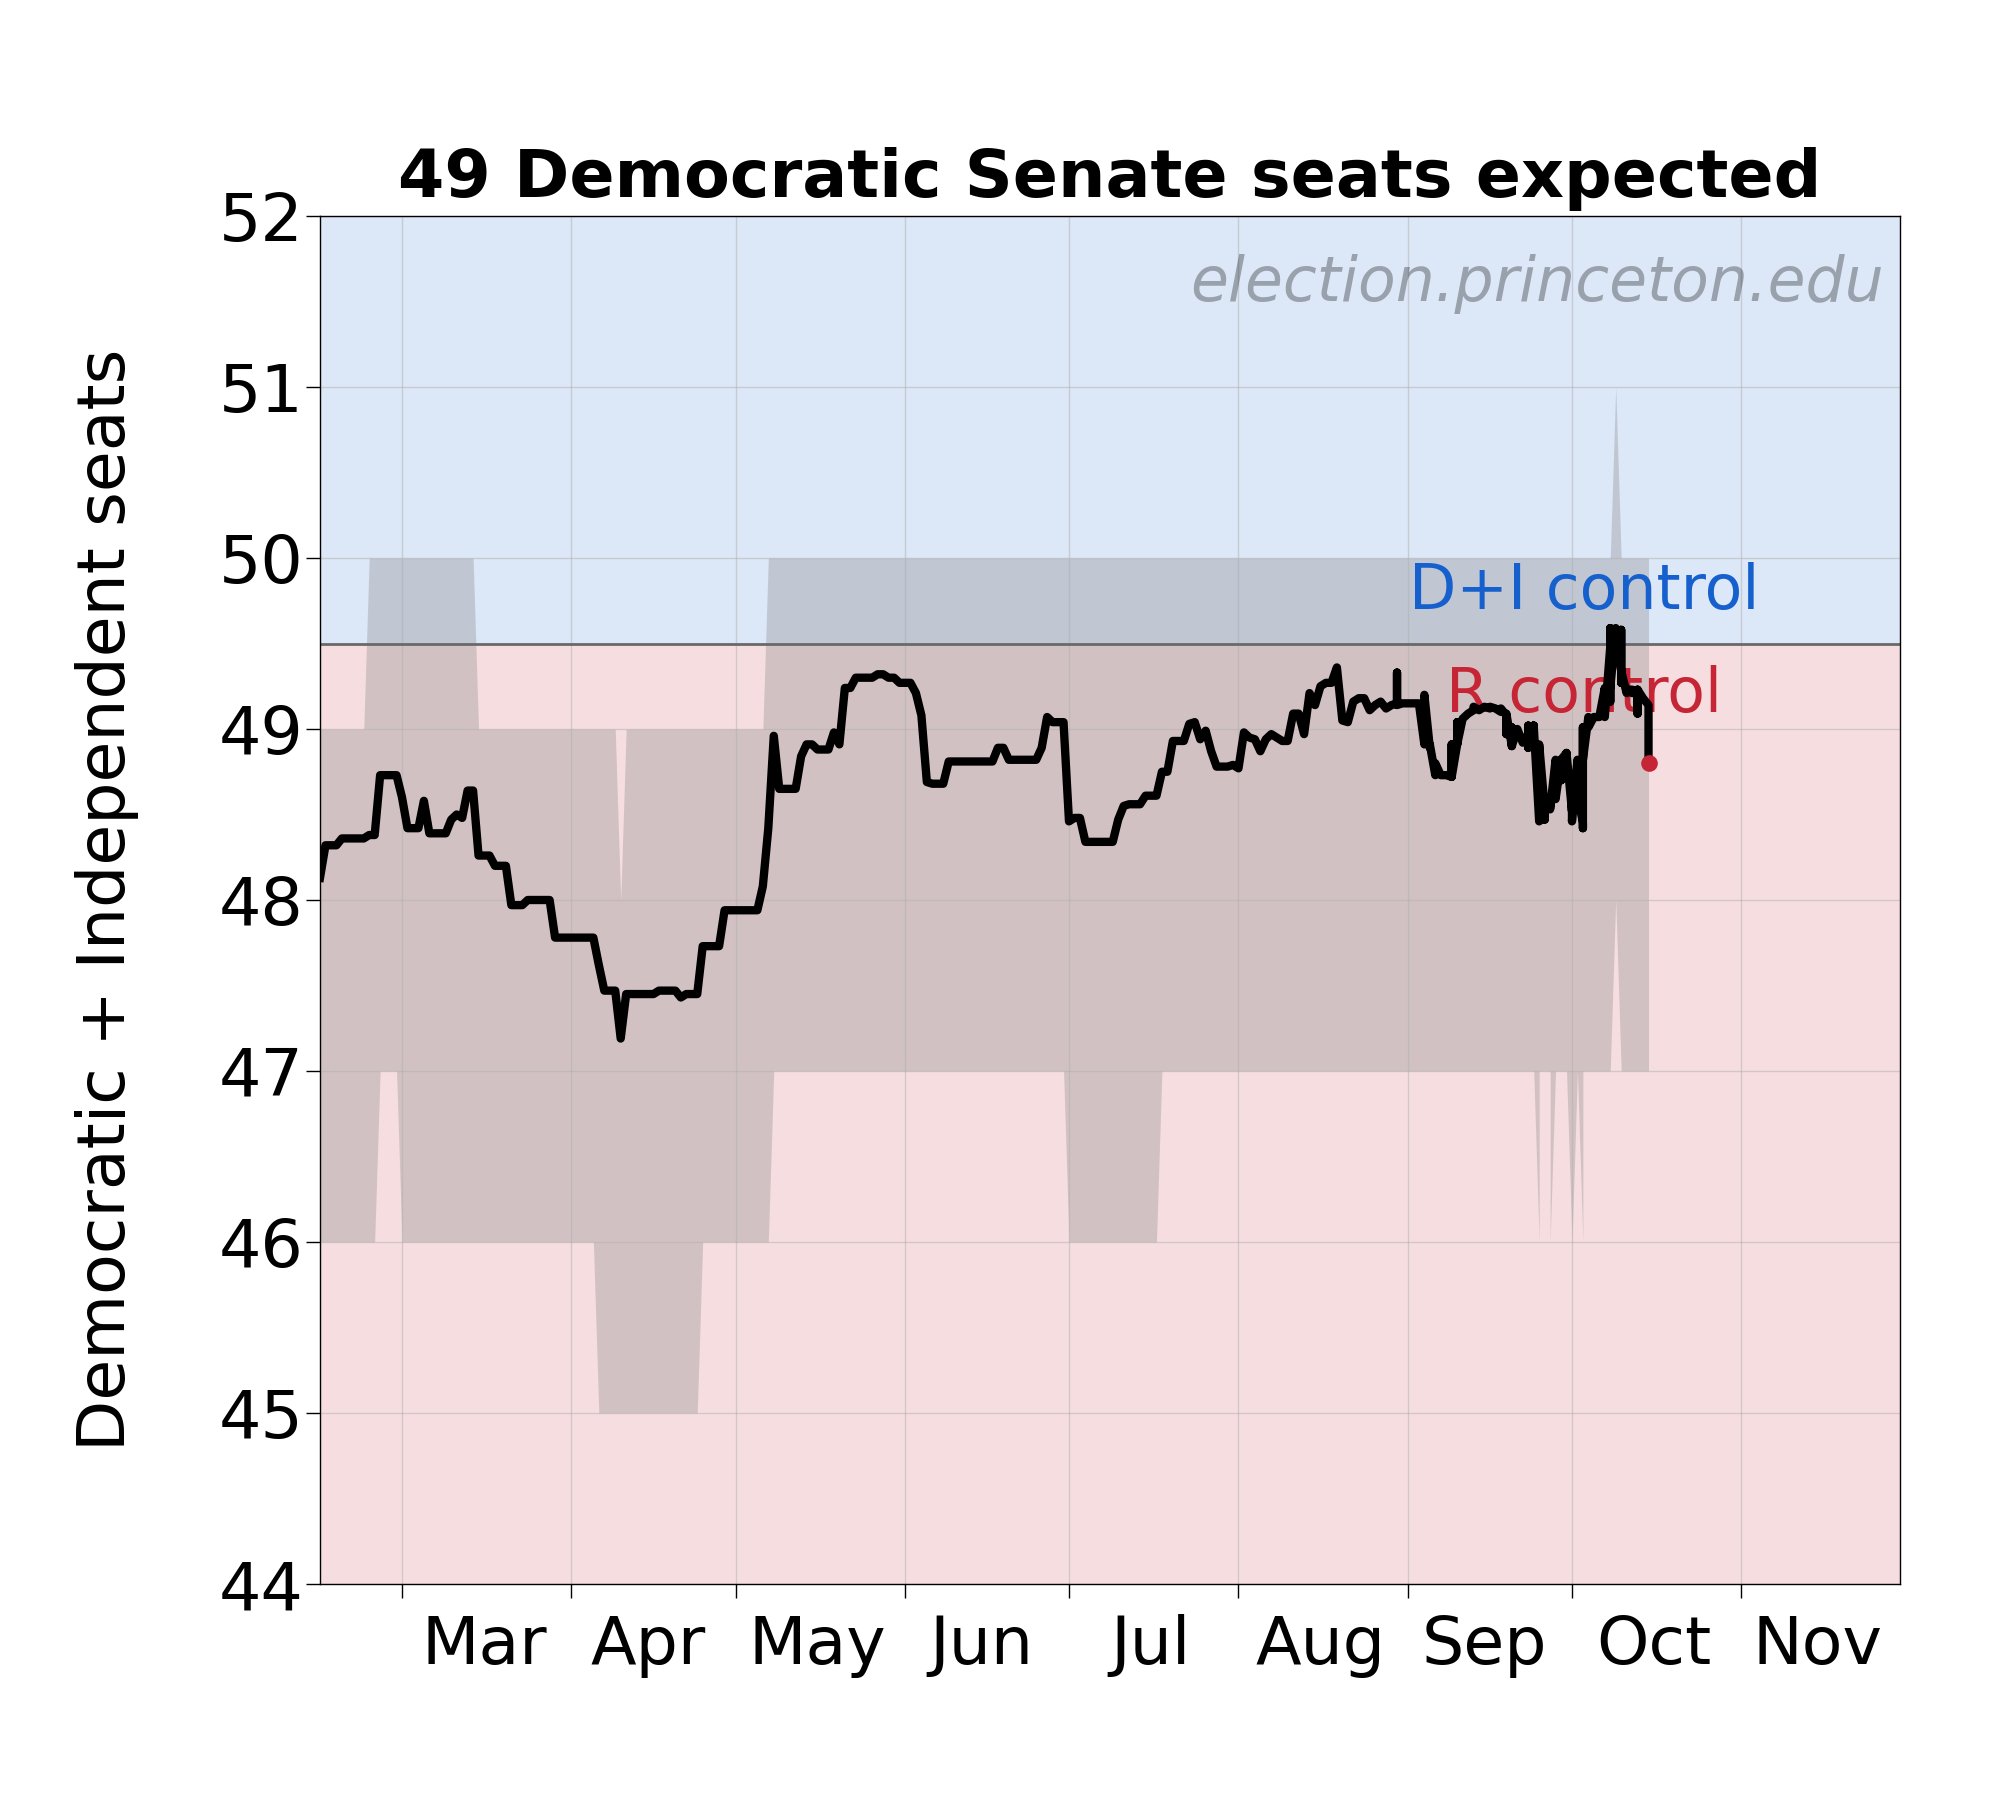 49 Democratic Senate seats expected
election.princeton.edu
Democratic + Independent seats
52
51
50
49
48
47
46
45
44
D+I control
R control
Mar Apr May Jun Jul Aug Sep Oct Nov